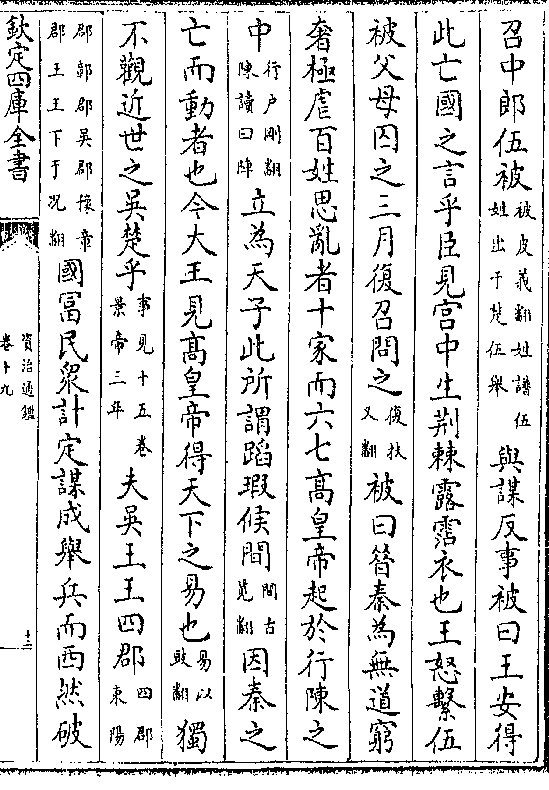 召中郎伍被被皮義翻姓譜伍姓出于楚伍舉與謀反事被曰王安得
此亡國之言乎臣見宫中生荆棘露霑衣也王怒繫伍
被父母囚之三月復召問之復扶又翻被曰昔秦為無道窮
奢極虐百姓思亂者十家而六七髙皇帝起於行陳之
中行户剛翻陳讀曰陣立為天子此所謂蹈瑕候間間古莧翻因秦之
亡而動者也今大王見髙皇帝得天下之易也易以豉翻獨
不觀近世之吳楚乎事見十五卷景帝三年夫吳王王四郡四郡東陽
郡鄣郡吳郡豫章郡王王下于况翻國富民衆計定謀成舉兵而西然破
欽定四庫全書
資治通鑑
卷十九